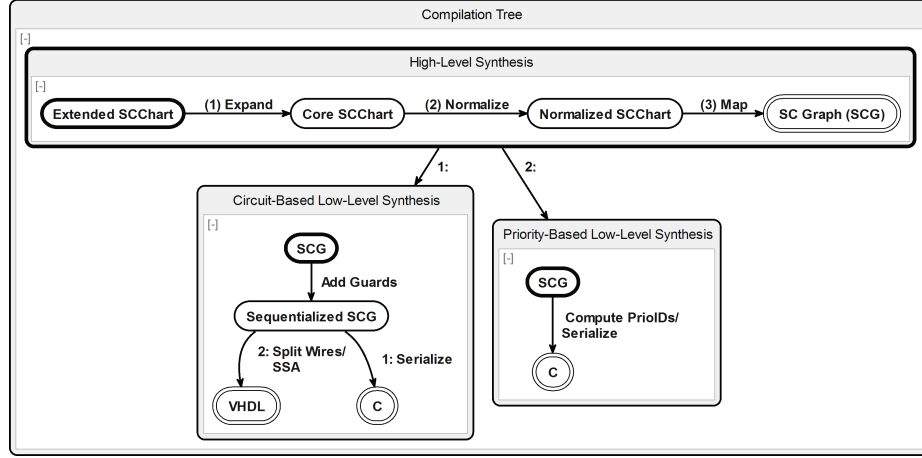 Compilation Tree
[-]
High-Level Synthesis
[-]
Extended SCChart
(1) Expand
Core SCChart
(2) Normalize
Normalized SCChart
(3) Map
SC Graph (SCG)
1:
2:
Circuit-Based Low-Level Synthesis
[-]
SCG
Add Guards
Sequentialized SCG
2: Split Wires/
SSA
1: Serialize
VHDL
C
Priority-Based Low-Level Synthesis
[-]
SCG
Compute PrioIDs/
Serialize
C